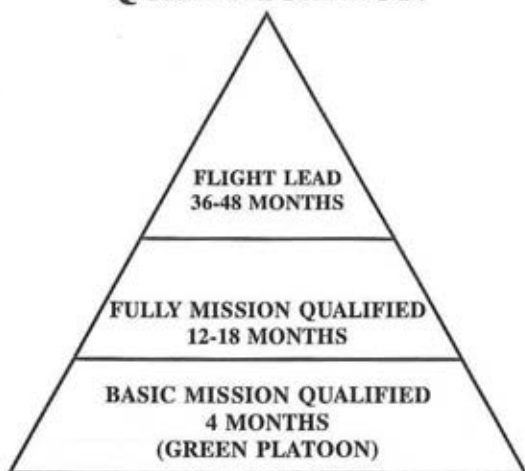 FLIGHT LEAD
36-48 MONTHS
FULLY MISSION QUALIFIED
12-18 MONTHS
BASIC MISSION QUALIFIED
4 MONTHS
(GREEN PLATOON)